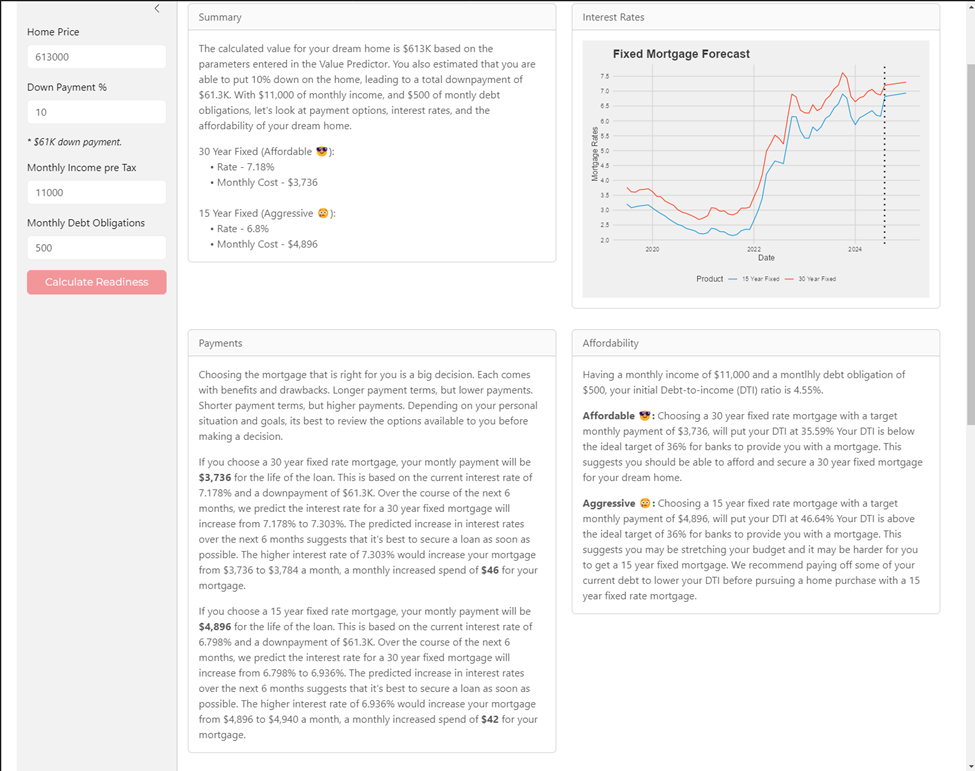 Home Price
613000
Down Payment %
10
* $61K down payment.
Monthly Income pre Tax
11000
Monthly Debt Obligations
500
Calculate Readiness
Summary
The calculated value for your dream home is $613K based on the
parameters entered in the Value Predictor. You also estimated that you are
able to put 10% down on the home, leading to a total downpayment of
$61.3K. With $11,000 of monthly income, and $500 of montly debt
obligations, let's look at payment options, interest rates, and the
affordability of your dream home.
30 Year Fixed (Affordable 😎):
• Rate - 7.18%
• Monthly Cost - $3,736
15 Year Fixed (Aggressive 😳):
• Rate - 6.8%
• Monthly Cost - $4,896
Interest Rates
Fixed Mortgage Forecast
Mortgage Rates
7.5
7.0
6.5
6.0
5.5
5.0
4.5
4.0
3.5
3.0
2.5
2.0
2020
2022
2024
Date
Product
15 Year Fixed
30 Year Fixed
Payments
Choosing the mortgage that is right for you is a big decision. Each comes
with benefits and drawbacks. Longer payment terms, but lower payments.
Shorter payment terms, but higher payments. Depending on your personal
situation and goals, its best to review the options available to you before
making a decision.
If you choose a 30 year fixed rate mortgage, your montly payment will be
$3,736 for the life of the loan. This is based on the current interest rate of
7.178% and a downpayment of $61.3K. Over the course of the next 6
months, we predict the interest rate for a 30 year fixed mortgage will
increase from 7.178% to 7.303%. The predicted increase in interest rates
over the next 6 months suggests that it's best to secure a loan as soon as
possible. The higher interest rate of 7.303% would increase your mortgage
from $3,736 to $3,784 a month, a monthly increased spend of $46 for your
mortgage.
If you choose a 15 year fixed rate mortgage, your montly payment will be
$4,896 for the life of the loan. This is based on the current interest rate of
6.798% and a downpayment of $61.3K. Over the course of the next 6
months, we predict the interest rate for a 30 year fixed mortgage will
increase from 6.798% to 6.936%. The predicted increase in interest rates
over the next 6 months suggests that it's best to secure a loan as soon as
possible. The higher interest rate of 6.936% would increase your mortgage
from $4,896 to $4,940 a month, a monthly increased spend of $42 for your
mortgage.
Affordability
Having a monthly income of $11,000 and a montlhly debt obligation of
$500, your initial Debt-to-income (DTI) ratio is 4.55%.
Affordable 😎: Choosing a 30 year fixed rate mortgage with a target
monthly payment of $3,736, will put your DTI at 35.59% Your DTI is below
the ideal target of 36% for banks to provide you with a mortgage. This
suggests you should be able to afford and secure a 30 year fixed mortgage
for your dream home.
Aggressive 😳: Choosing a 15 year fixed rate mortgage with a target
monthly payment of $4,896, will put your DTI at 46.64% Your DTI is above
the ideal target of 36% for banks to provide you with a mortgage. This
suggests you may be stretching your budget and it may be harder for you
to get a 15 year fixed mortgage. We recommend paying off some of your
current debt to lower your DTI before pursuing a home purchase with a 15
year fixed rate mortgage.